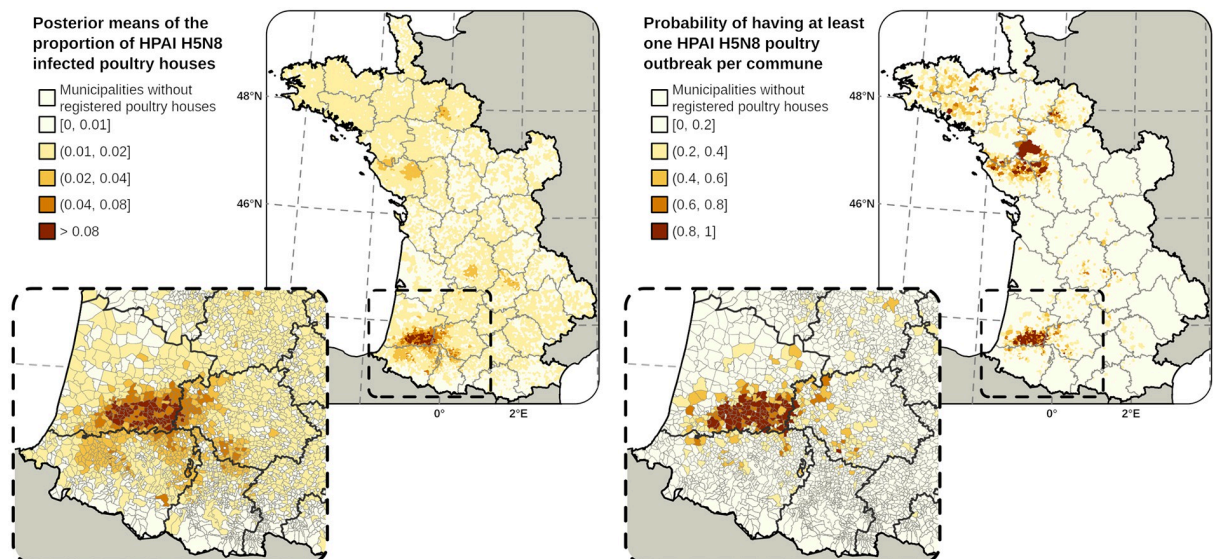 Posterior means of the
proportion of HPAI H5N8
infected poultry houses
Municipalities without
registered poultry houses
[0, 0.01]
(0.01, 0.02]
(0.02, 0.04]
(0.04, 0.08]
> 0.08
48°N
46°N
0°
2°E
Probability of having at least
one HPAI H5N8 poultry
outbreak per commune
Municipalities without
registered poultry houses
[0, 0.2]
(0.2, 0.4]
(0.4, 0.6]
(0.6, 0.8]
(0.8, 1]
48°N
46°N
0°
2°E